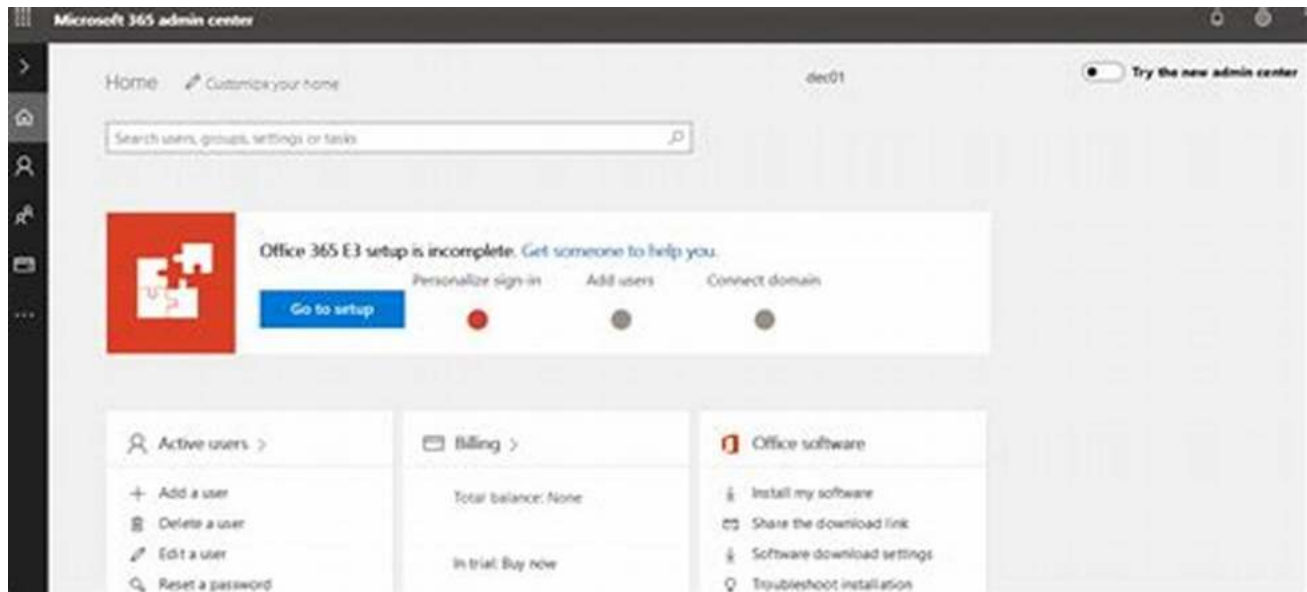 Microsoft 365 admin center
Home Customize your home
dec01
Try the new admin center
Search users, groups, settings or tasks
Office 365 E3 setup is incomplete. Get someone to help you.
Personalize sign-in Add users Connect domain
Go to setup
Active users >
Add a user
Delete a user
Edit a user
Reset a password
Billing >
Total balance: None
In trial: Buy now
Office software
Install my software
Share the download link
Software download settings
Troubleshoot installation